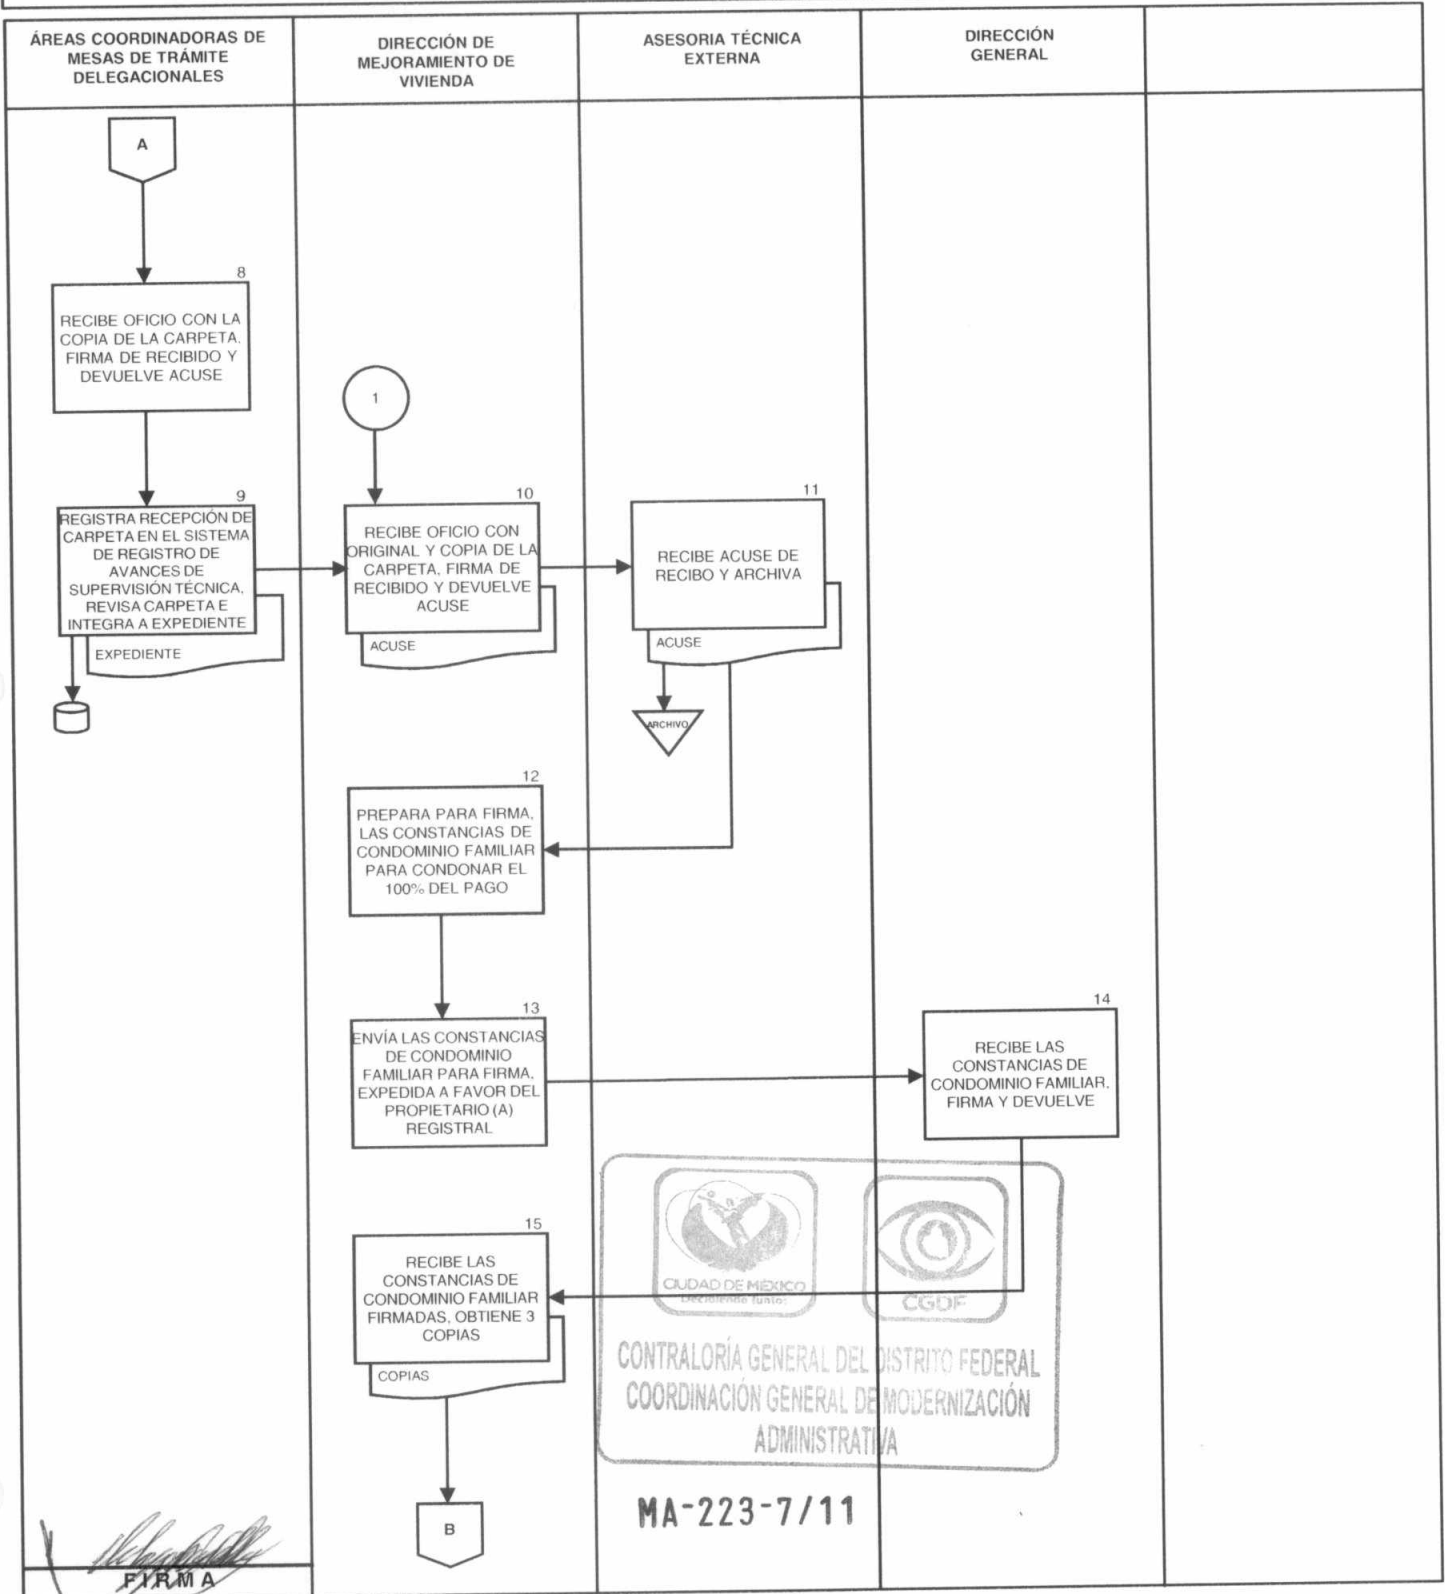 ÁREAS COORDINADORAS DE
MESAS DE TRÁMITE
DELEGACIONALES
DIRECCIÓN DE
MEJORAMIENTO DE
VIVIENDA
ASESORIA TÉCNICA
EXTERNA
DIRECCIÓN
GENERAL
A
8
RECIBE OFICIO CON LA
COPIA DE LA CARPETA,
FIRMA DE RECIBIDO Y
DEVUELVE ACUSE
1
9
REGISTRA RECEPCIÓN DE
CARPETA EN EL SISTEMA
DE REGISTRO DE
AVANCES DE
SUPERVISIÓN TÉCNICA,
REVISA CARPETA E
INTEGRA A EXPEDIENTE
EXPEDIENTE
10
RECIBE OFICIO CON
ORIGINAL Y COPIA DE LA
CARPETA, FIRMA DE
RECIBIDO Y DEVUELVE
ACUSE
ACUSE
11
RECIBE ACUSE DE
RECIBO Y ARCHIVA
ACUSE
ARCHIVO
12
PREPARA PARA FIRMA,
LAS CONSTANCIAS DE
CONDOMINIO FAMILIAR
PARA CONDONAR EL
100% DEL PAGO
13
ENVÍA LAS CONSTANCIAS
DE CONDOMINIO
FAMILIAR PARA FIRMA,
EXPEDIDA A FAVOR DEL
PROPIETARIO (A)
REGISTRAL
14
RECIBE LAS
CONSTANCIAS DE
CONDOMINIO FAMILIAR,
FIRMA Y DEVUELVE
15
RECIBE LAS
CONSTANCIAS DE
CONDOMINIO FAMILIAR
FIRMADAS, OBTIENE 3
COPIAS
COPIAS
B
CIUDAD DE MÉXICO
CGDF
CONTRALORÍA GENERAL DEL DISTRITO FEDERAL
COORDINACIÓN GENERAL DE MODERNIZACIÓN
ADMINISTRATIVA
MA-223-7/11
FIRMA